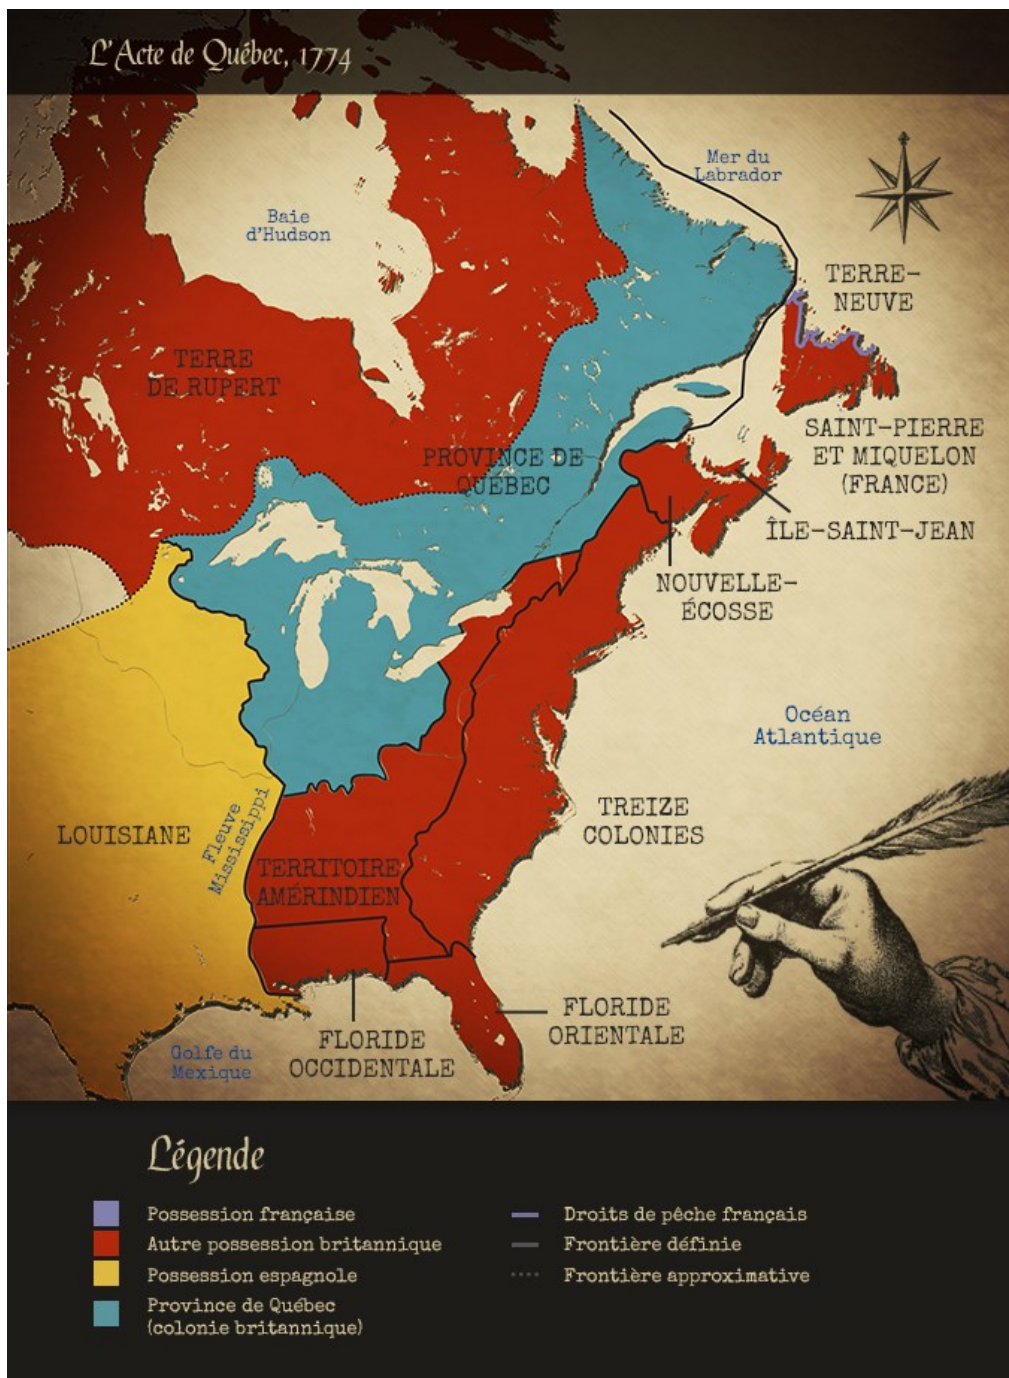 L'Acte de Québec, 1774
Mer du
Labrador
Baie
d'Hudson
TERRE-
NEUVE
TERRE
DE RUPERT
SAINT-PIERRE
ET MIQUELON
(FRANCE)
PROVINCE DE
QUÉBEC
ÎLE-SAINT-JEAN
NOUVELLE-
ÉCOSSE
Océan
Atlantique
TREIZE
COLONIES
LOUISIANE
Fleuve
Mississippi
TERRITOIRE
AMÉRINDIEN
FLORIDE
ORIENTALE
FLORIDE
OCCIDENTALE
Golfe du
Mexique
Légende
Possession française
Autre possession britannique
Possession espagnole
Province de Québec
(colonie britannique)
Droits de pêche français
Frontière définie
Frontière approximative